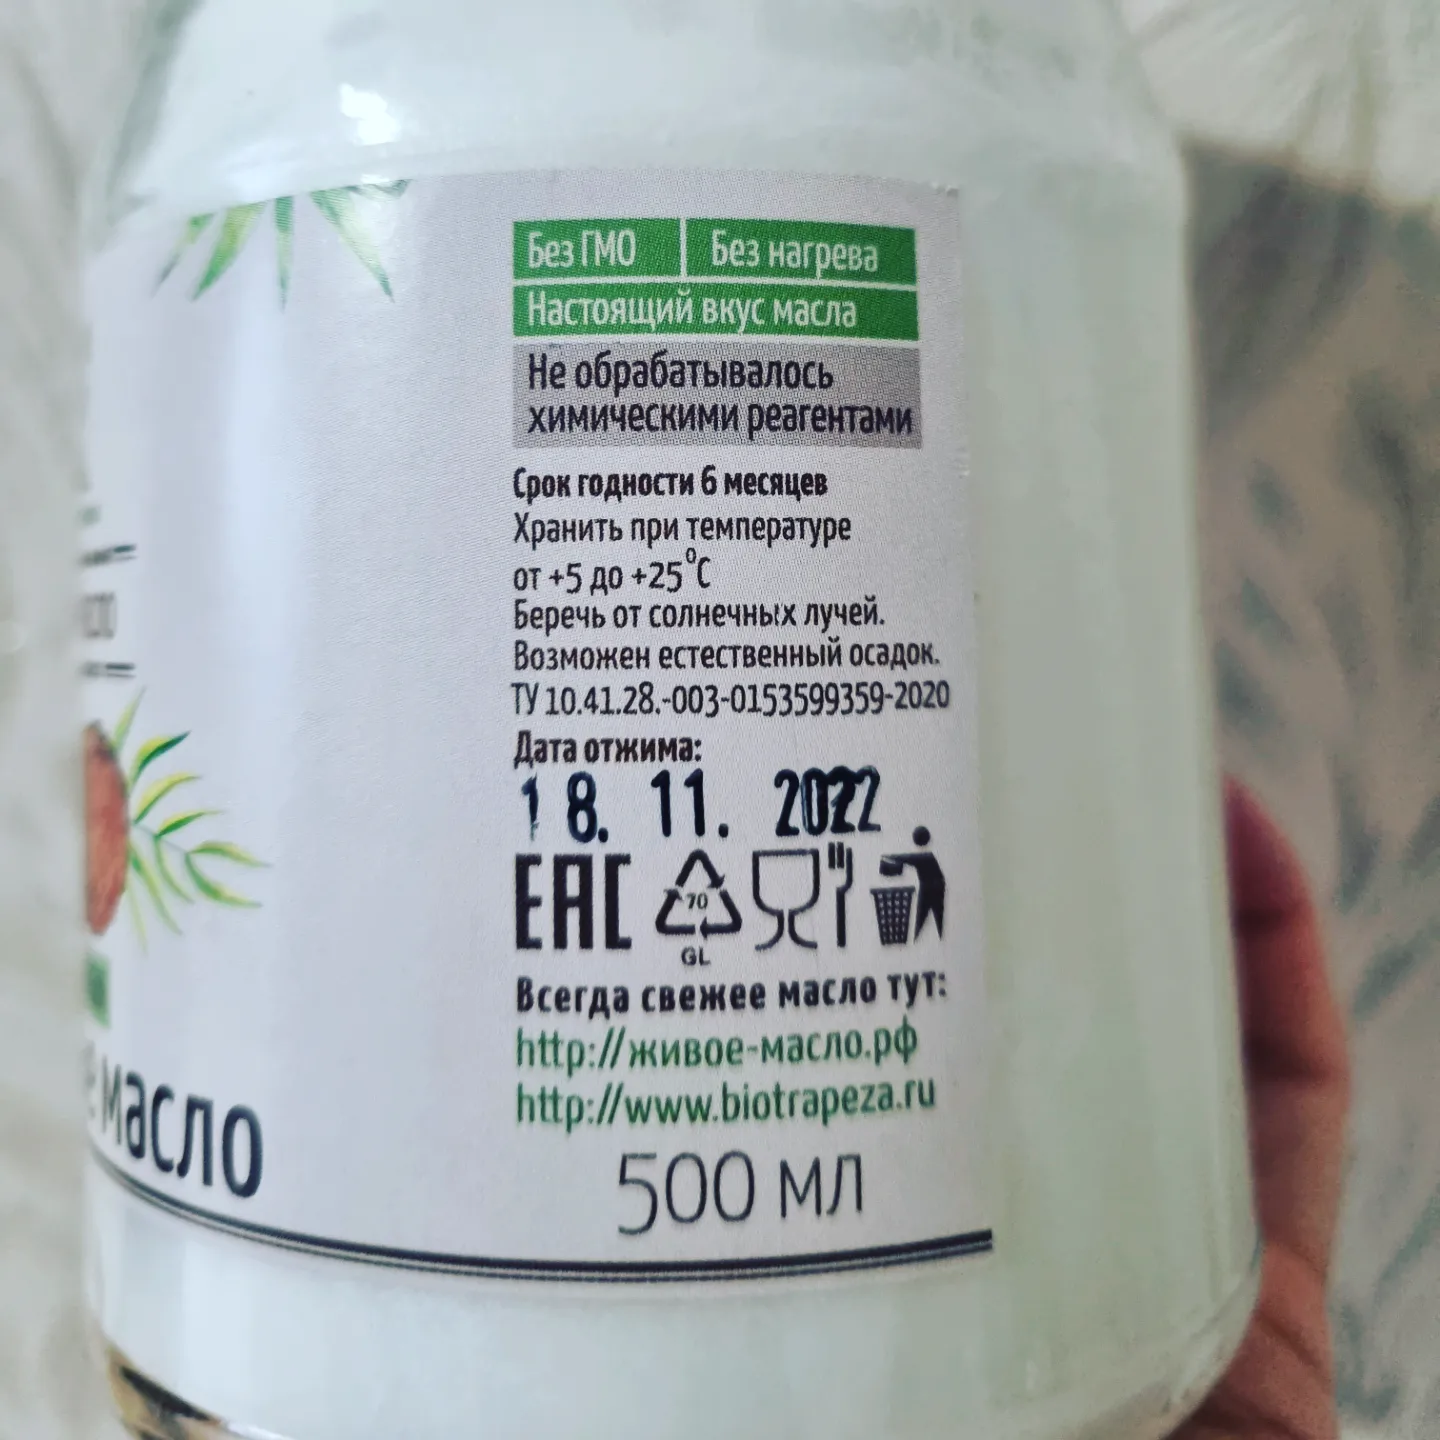 Без ГМО
Без нагрева
Настоящий вкус масла
Не обрабатывалось
химическими реагентами
Срок годности 6 месяцев
Хранить при температуре
от +5 до +25°С
Беречь от солнечных лучей.
Возможен естественный осадок.
ТУ 10.41.28.-003-0153599359-2020
Дата отжима:
18. 11. 2022
EAC
70
GL
Всегда свежее масло тут:
http://живое-масло.рф
http://www.biotrapeza.ru
масло
500 мл